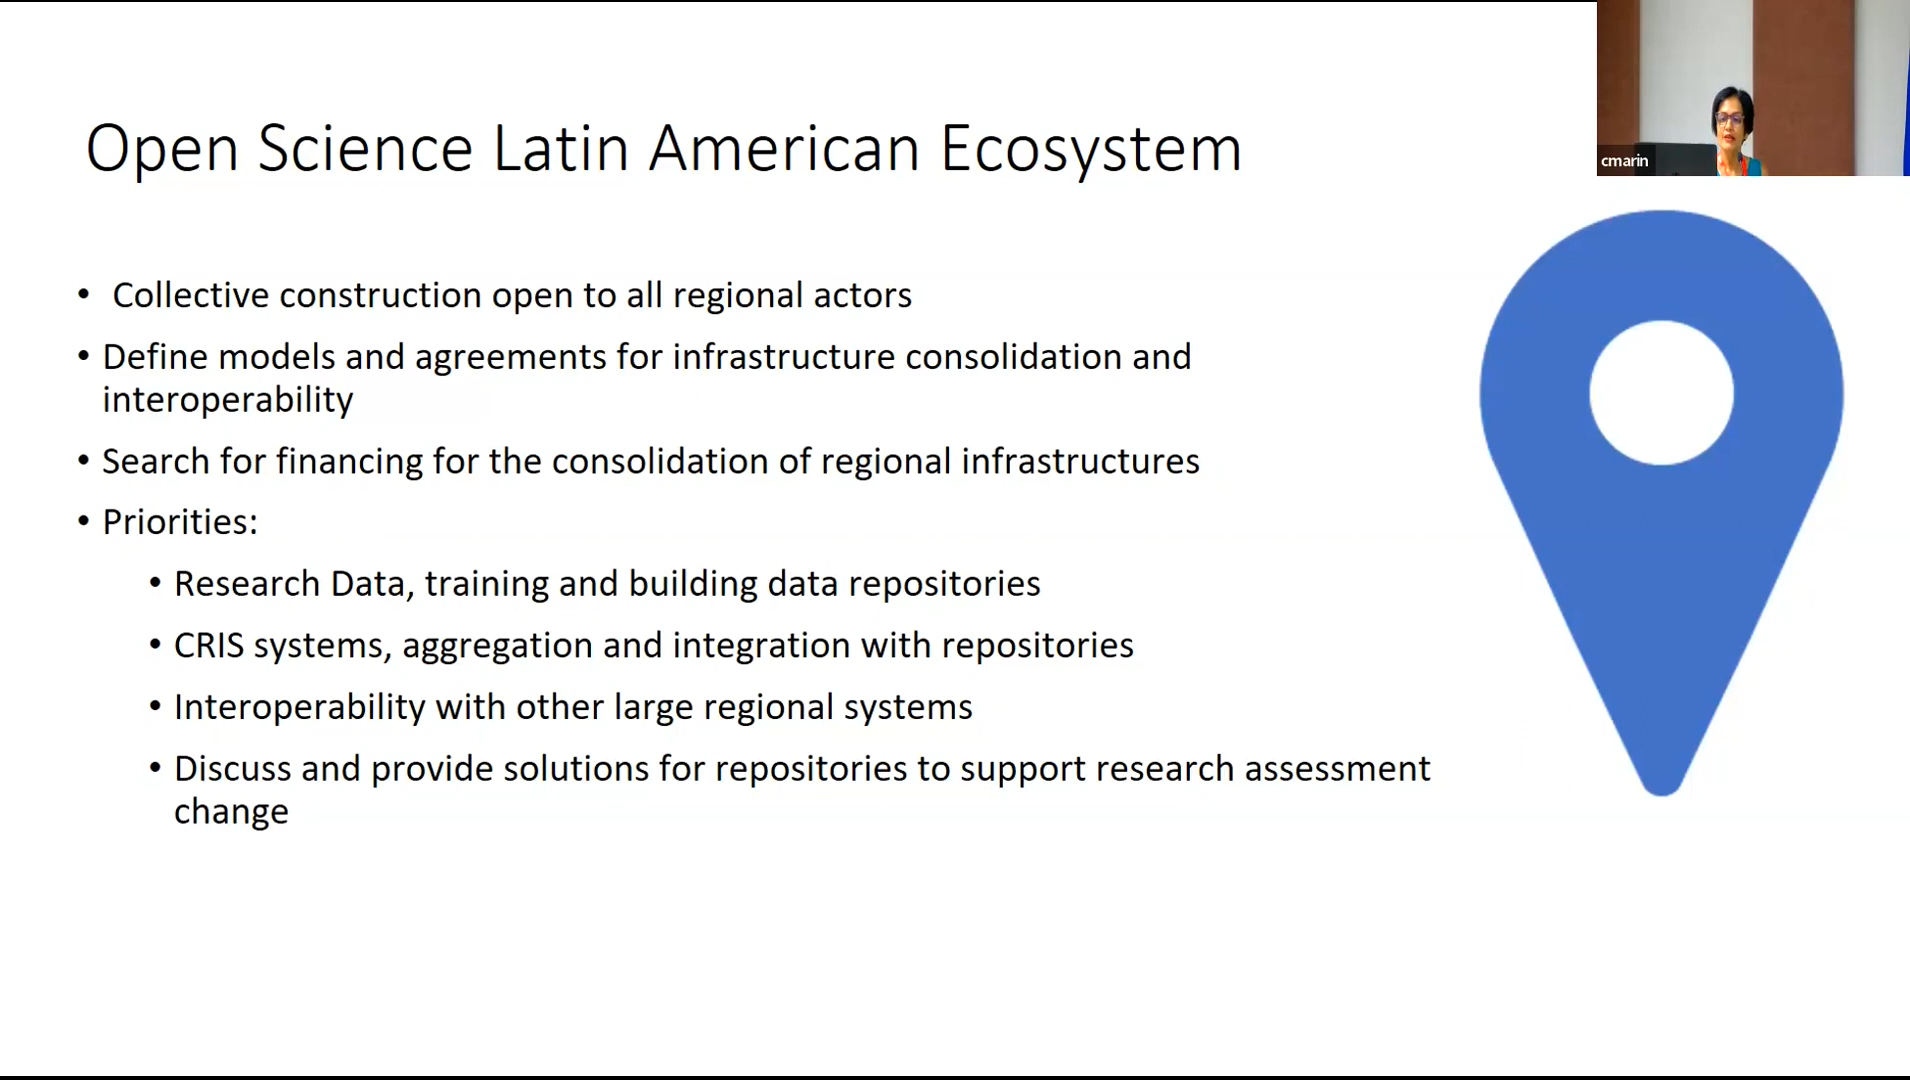 Open Science Latin American Ecosystem
cmarin
• Collective construction open to all regional actors
• Define models and agreements for infrastructure consolidation and
interoperability
• Search for financing for the consolidation of regional infrastructures
• Priorities:
• Research Data, training and building data repositories
• CRIS systems, aggregation and integration with repositories
• Interoperability with other large regional systems
• Discuss and provide solutions for repositories to support research assessment
change